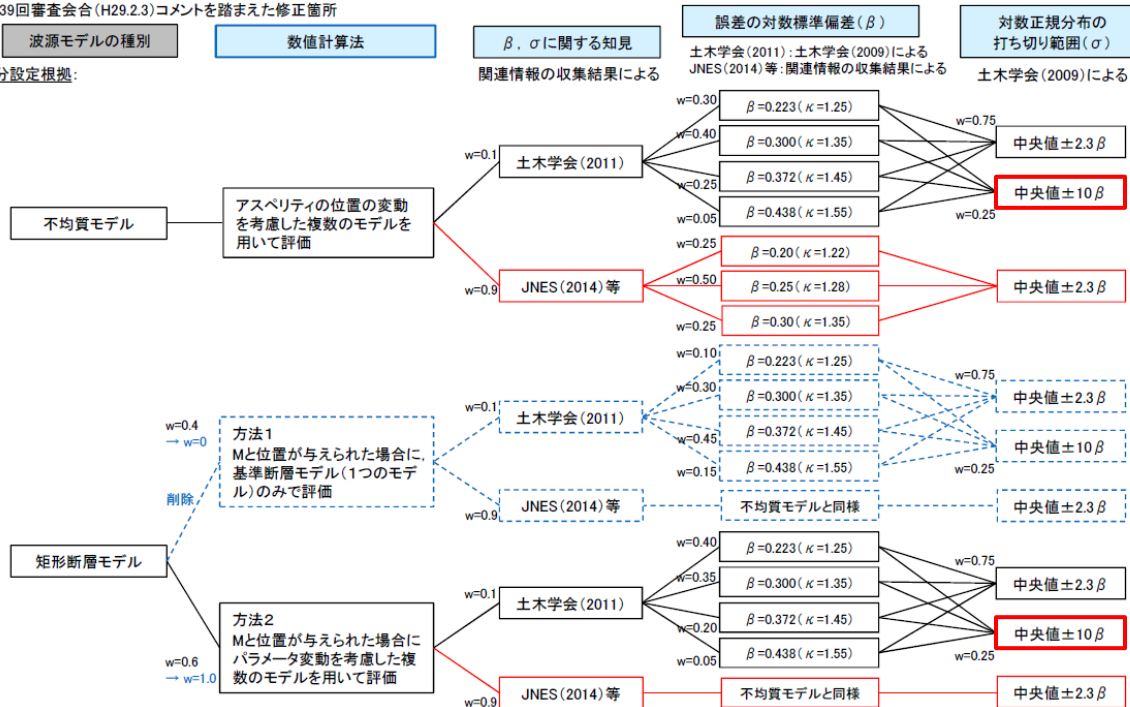 39回審査会合(H29.2.3)コメントを踏まえた修正箇所
波源モデルの種別
数値計算法
β,σに関する知見
誤差の対数標準偏差(β)
対数正規分布の
打ち切り範囲(σ)
分設定根拠:
関連情報の収集結果による
土木学会(2011):土木学会(2009)による
JNES(2014)等:関連情報の収集結果による
土木学会(2009)による
不均質モデル
アスペリティの位置の変動
を考慮した複数のモデルを
用いて評価
w=0.1
土木学会(2011)
w=0.30
β=0.223(κ=1.25)
w=0.40
β=0.300(κ=1.35)
w=0.25
β=0.372(κ=1.45)
w=0.05
β=0.438(κ=1.55)
w=0.75
中央値±2.3β
中央値±10β
w=0.25
w=0.9
JNES(2014)等
w=0.25
β=0.20(κ=1.22)
w=0.50
β=0.25(κ=1.28)
w=0.25
β=0.30(κ=1.35)
中央値±2.3β
矩形断層モデル
w=0.4
→ w=0
削除
方法1
Mと位置が与えられた場合に,
基準断層モデル(1つのモデ
ル)のみで評価
w=0.1
土木学会(2011)
w=0.10
β=0.223(κ=1.25)
w=0.30
β=0.300(κ=1.35)
w=0.45
β=0.372(κ=1.45)
w=0.15
β=0.438(κ=1.55)
w=0.75
中央値±2.3β
中央値±10β
w=0.25
w=0.9
JNES(2014)等
不均質モデルと同様
中央値±2.3β
w=0.6
→ w=1.0
方法2
Mと位置が与えられた場合に
パラメータ変動を考慮した複
数のモデルを用いて評価
w=0.1
土木学会(2011)
w=0.40
β=0.223(κ=1.25)
w=0.35
β=0.300(κ=1.35)
w=0.20
β=0.372(κ=1.45)
w=0.05
β=0.438(κ=1.55)
w=0.75
中央値±2.3β
中央値±10β
w=0.25
w=0.9
JNES(2014)等
不均質モデルと同様
中央値±2.3β